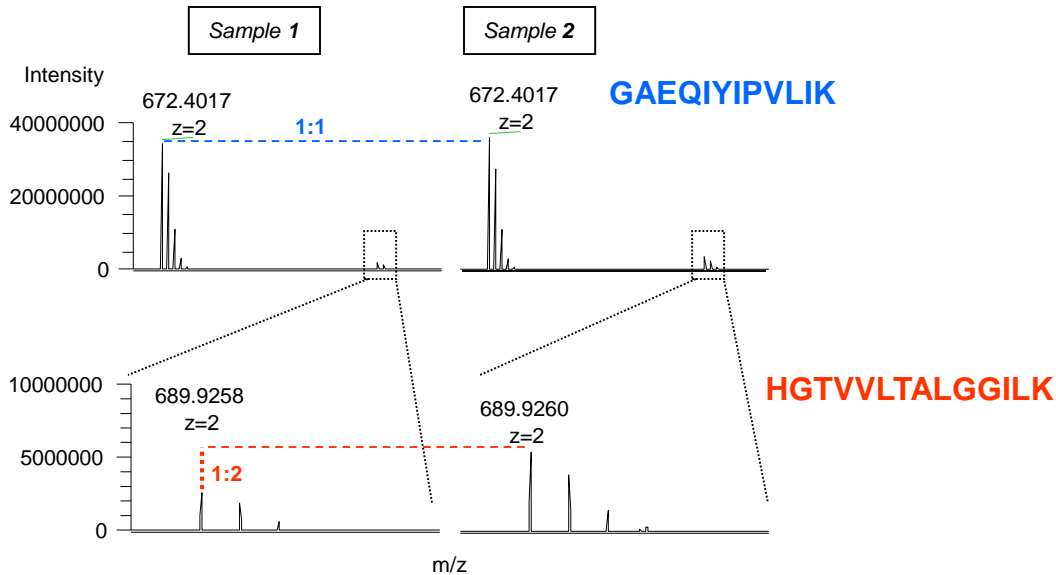 Sample 1
Sample 2
Intensity
GAEQIYIPVLIK
672.4017
z=2
672.4017
z=2
1:1
40000000
20000000
0
HGTVVLTALGGILK
10000000
689.9258
z=2
689.9260
z=2
5000000
1:2
0
m/z